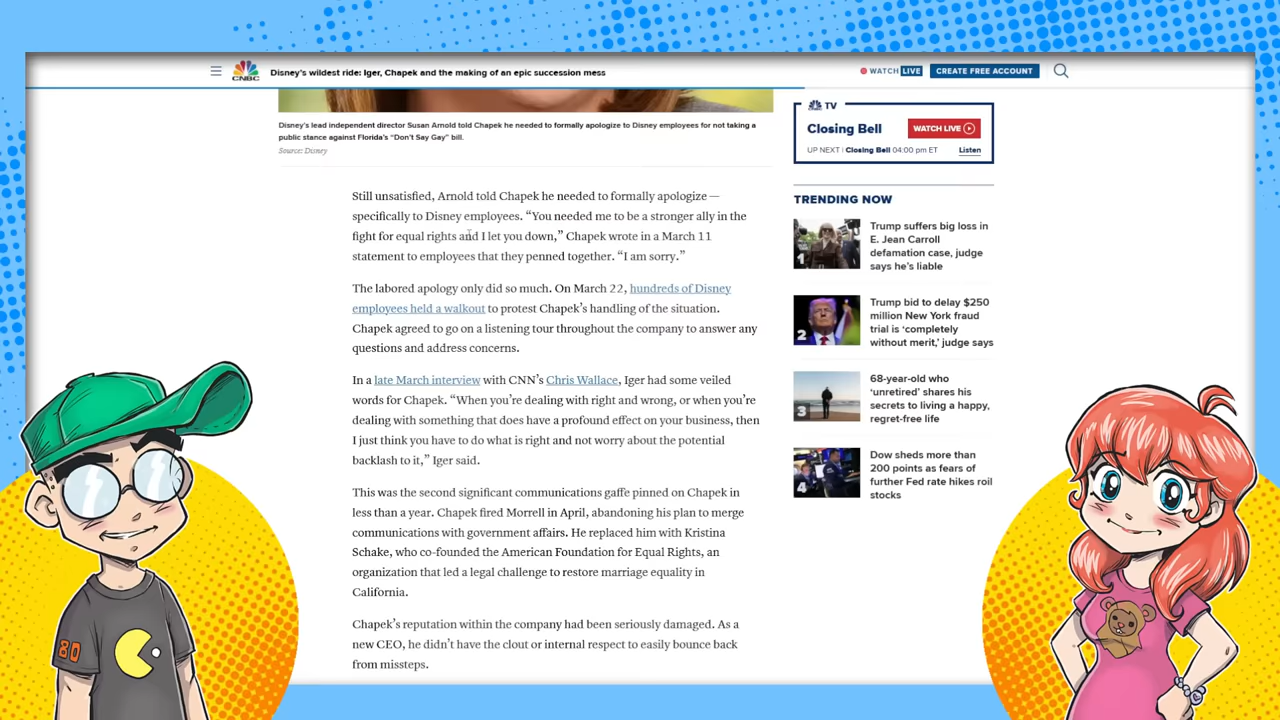 CNBC
Disney's wildest ride: Iger, Chapek and the making of an epic succession mess
WATCH LIVE
CREATE FREE ACCOUNT
Disney's lead independent director Susan Arnold told Chapek he needed to formally apologize to Disney employees for not taking a
public stance against Florida's “Don't Say Gay” bill.
Source: Disney
Still unsatisfied, Arnold told Chapek he needed to formally apologize —
specifically to Disney employees. “You needed me to be a stronger ally in the
fight for equal rights and I let you down,” Chapek wrote in a March 11
statement to employees that they penned together. “I am sorry.”
The labored apology only did so much. On March 22, hundreds of Disney
employees held a walkout to protest Chapek’s handling of the situation.
Chapek agreed to go on a listening tour throughout the company to answer any
questions and address concerns.
In a late March interview with CNN’s Chris Wallace, Iger had some veiled
words for Chapek. “When you’re dealing with right and wrong, or when you’re
dealing with something that does have a profound effect on your business, then
I just think you have to do what is right and not worry about the potential
backlash to it,” Iger said.
This was the second significant communications gaffe pinned on Chapek in
less than a year. Chapek fired Morrell in April, abandoning his plan to merge
communications with government affairs. He replaced him with Kristina
Schake, who co-founded the American Foundation for Equal Rights, an
organization that led a legal challenge to restore marriage equality in
California.
Chapek’s reputation within the company had been seriously damaged. As a
new CEO, he didn’t have the clout or internal respect to easily bounce back
from missteps.
TV
Closing Bell
WATCH LIVE
UP NEXT | Closing Bell 04:00 pm ET
Listen
TRENDING NOW
1
Trump suffers big loss in
E. Jean Carroll
defamation case, judge
says he's liable
2
Trump bid to delay $250
million New York fraud
trial is ‘completely
without merit,’ judge says
3
68-year-old who
‘unretired’ shares his
secrets to living a happy,
regret-free life
4
Dow sheds more than
200 points as fears of
further Fed rate hikes roil
stocks
80